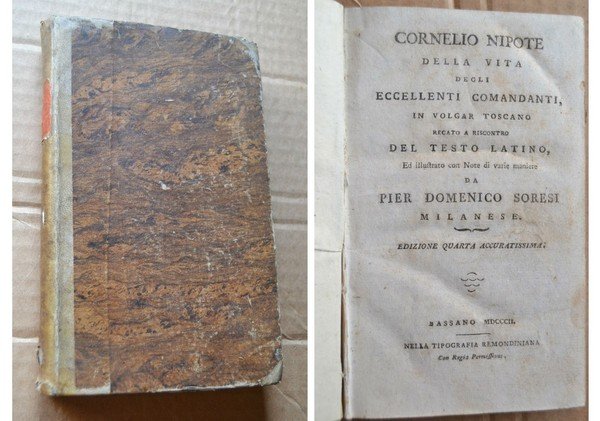 CORNELIO NIPOTE
DELLA VITA
DEGLI
ECCELLENTI COMANDANTI,
IN VOLGAR TOSCANO
RECATO A RISCONTRO
DEL TESTO LATINO,
Ed illustrato con Note di varie maniere
DA
PIER DOMENICO SORESI
MILANESE.
EDIZIONE QUARTA ACCURATISSIMA.
BASSANO MDCCCII.
NELLA TIPOGRAFIA REMONDINIANA
Con Regia Permissione.